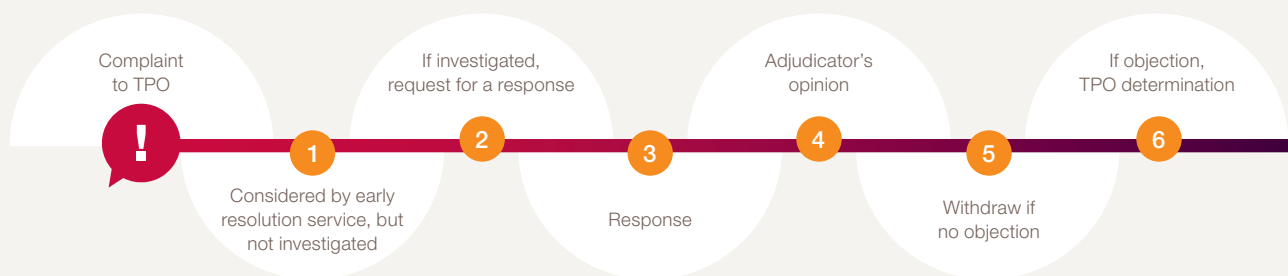 Complaint
to TPO
!
1
Considered by early
resolution service, but
not investigated
If investigated,
request for a response
2
3
Response
Adjudicator's
opinion
4
5
Withdraw if
no objection
If objection,
TPO determination
6